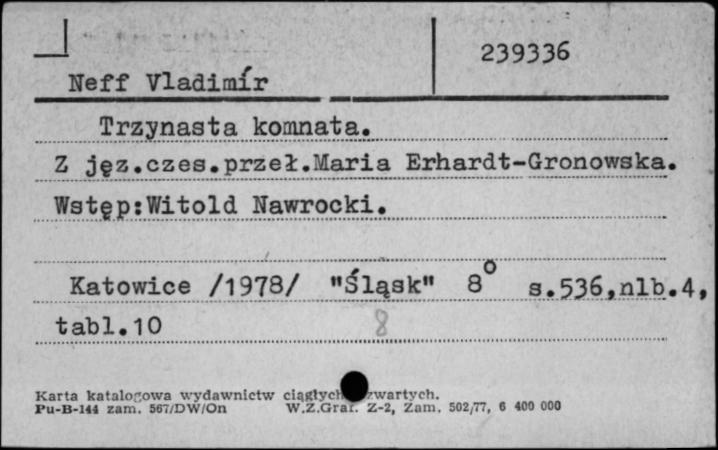 239336
Neff Vladimír
Trzynasta komnata.
Z jęz.czes.przeł.Maria Erhardt-Gronowska.
Wstęp:Witold Nawrocki.
Katowice /1978/ "Śląsk" 8° s.536,nlb.4,
tabl.10 8
Karta katalogowa wydawnictw ciągłych zwartych.
Pu-B-144 zam. 567/DW/On W.Z.Graf. Z-2, Zam. 502/77, 6 400 000